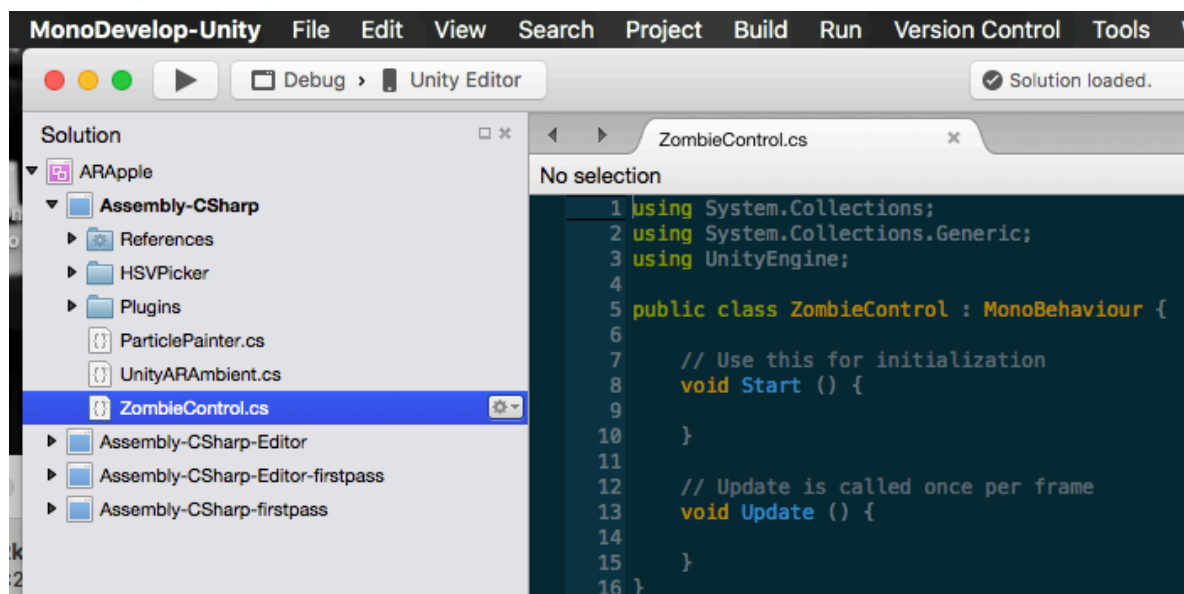 MonoDevelop-Unity File Edit View Search Project Build Run Version Control Tools
Debug › Unity Editor
Solution loaded.
Solution
ARApple
Assembly-CSharp
References
HSVPicker
Plugins
ParticlePainter.cs
UnityARAmbient.cs
ZombieControl.cs
Assembly-CSharp-Editor
Assembly-CSharp-Editor-firstpass
Assembly-CSharp-firstpass
ZombieControl.cs
No selection
1 using System.Collections;
2 using System.Collections.Generic;
3 using UnityEngine;
4
5 public class ZombieControl : MonoBehaviour {
6
7     // Use this for initialization
8     void Start () {
9
10     }
11
12     // Update is called once per frame
13     void Update () {
14
15     }
16 }